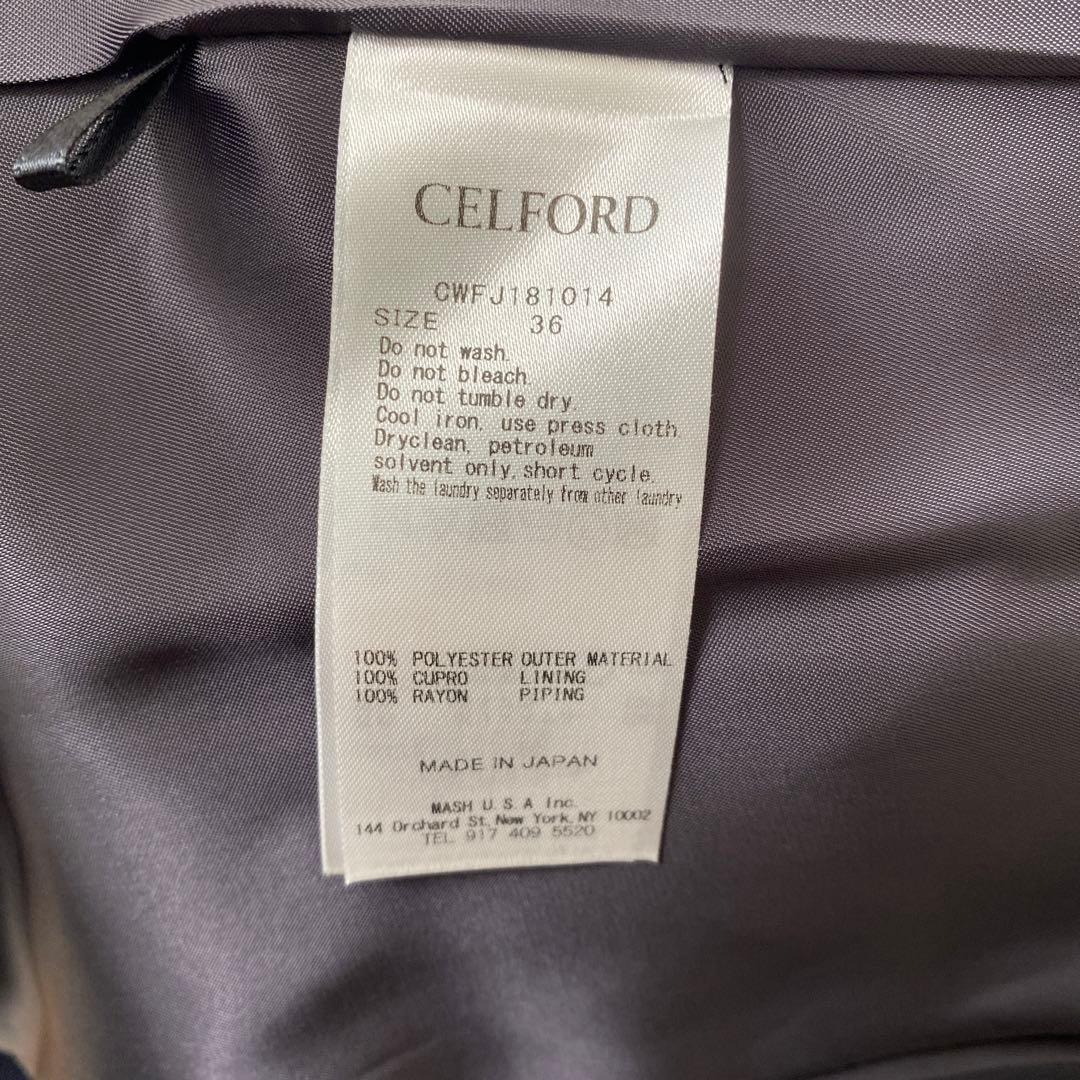 CELFORD
CWFJ181014
SIZE 36
Do not wash.
Do not bleach.
Do not tumble dry.
Cool iron, use press cloth.
Dryclean, petroleum
solvent only, short cycle.
Wash the laundry separately from other laundry
100% POLYESTER OUTER MATERIAL
100% CUPRO LINING
100% RAYON PIPING
MADE IN JAPAN
MASH U.S.A Inc.
144 Orchard St, New York, NY 10002
TEL 917 409 5520